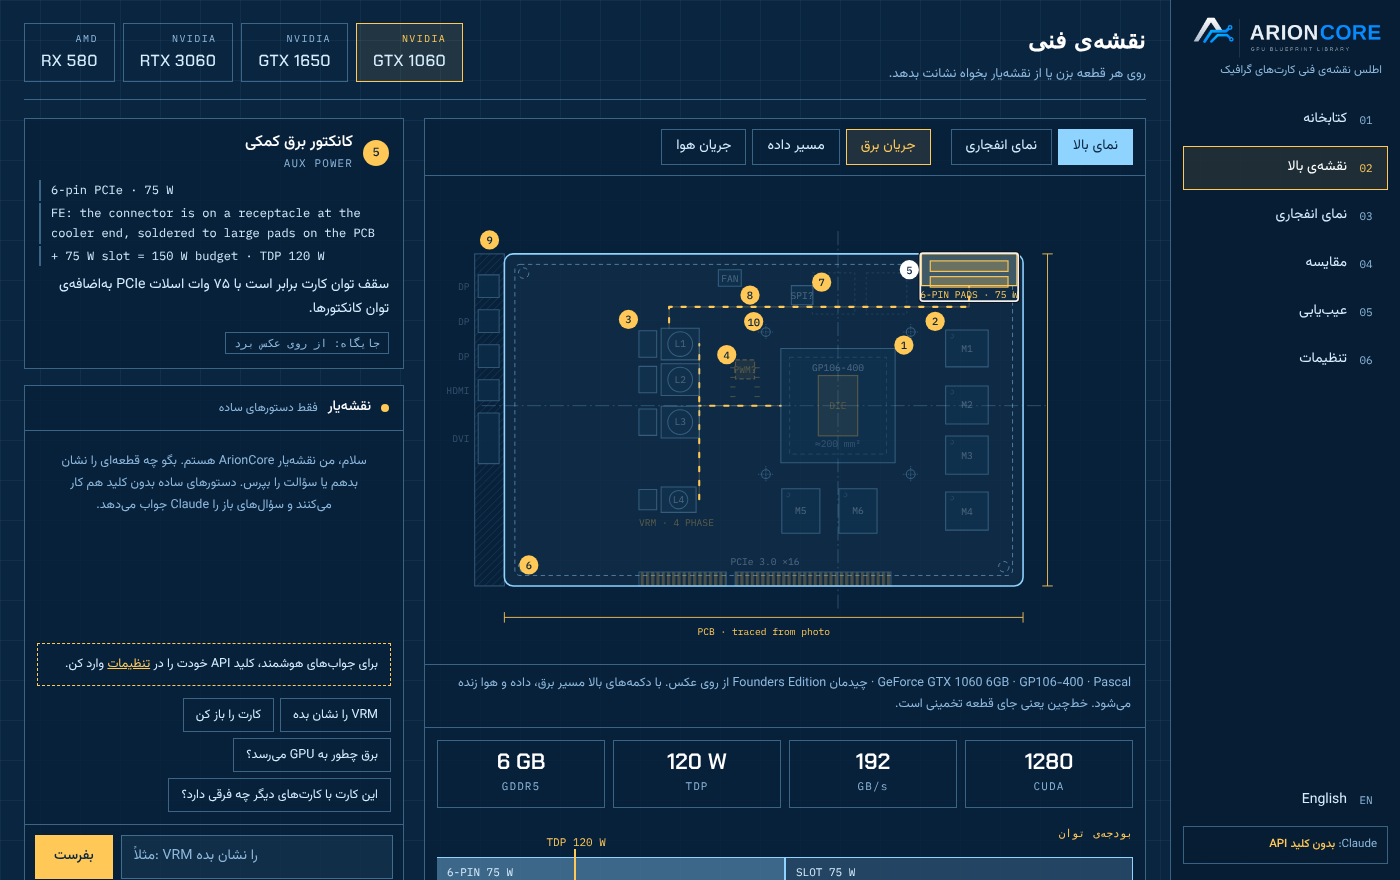 ARIONCORE
GPU BLUEPRINT LIBRARY
اطلس نقشه‌ی فنی کارت‌های گرافیک
01 کتابخانه
02 نقشه‌ی بالا
03 نمای انفجاری
04 مقایسه
05 عیب‌یابی
06 تنظیمات
EN English
Claude: بدون کلید API
نقشه‌ی فنی
روی هر قطعه بزن یا از نقشه‌یار بخواه نشانت بدهد.
NVIDIA
GTX 1060
NVIDIA
GTX 1650
NVIDIA
RTX 3060
AMD
RX 580
نمای بالا
نمای انفجاری
جریان برق
مسیر داده
جریان هوا
9
5
7
8
10
3
2
1
4
6
DP
DP
DP
HDMI
DVI
FAN
SPI?
6-PIN PADS · 75 W
L1
L2
L3
L4
PWM?
GP106-400
DIE
≈200 mm²
M1
M2
M3
M4
M5
M6
VRM · 4 PHASE
PCIe 3.0 ×16
PCB · traced from photo
GeForce GTX 1060 6GB · GP106-400 · Pascal · چیدمان Founders Edition از روی عکس. با دکمه‌های بالا مسیر برق، داده و هوا زنده
می‌شود. خط‌چین یعنی جای قطعه تخمینی است.
1280
CUDA
192
GB/s
120 W
TDP
6 GB
GDDR5
بودجه‌ی توان
TDP 120 W
6-PIN 75 W
SLOT 75 W
5
کانکتور برق کمکی
AUX POWER
6-pin PCIe · 75 W
FE: the connector is on a receptacle at the
cooler end, soldered to large pads on the PCB
+ 75 W slot = 150 W budget · TDP 120 W
سقف توان کارت برابر است با ۷۵ وات اسلات PCIe به‌اضافه‌ی
توان کانکتورها.
جایگاه: از روی عکس برد
نقشه‌یار فقط دستورهای ساده
سلام، من نقشه‌یار ArionCore هستم. بگو چه قطعه‌ای را نشان
بدهم یا سؤالت را بپرس. دستورهای ساده بدون کلید هم کار
می‌کنند و سؤال‌های باز را Claude جواب می‌دهد.
برای جواب‌های هوشمند، کلید API خودت را در تنظیمات وارد کن.
VRM را نشان بده
کارت را باز کن
برق چطور به GPU می‌رسد؟
این کارت با کارت‌های دیگر چه فرقی دارد؟
مثلاً: VRM را نشان بده
بفرست